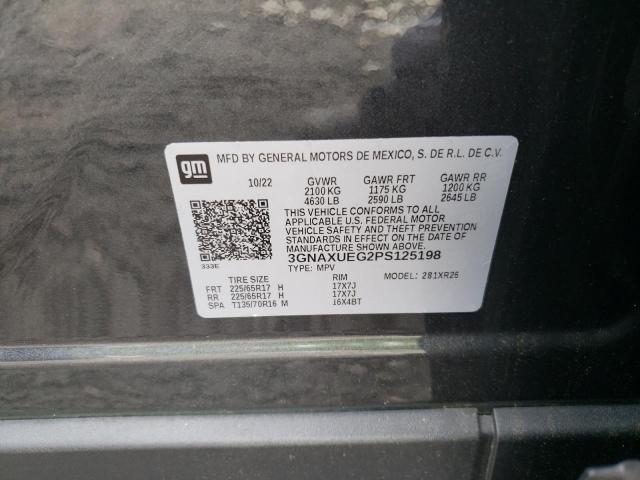 gm
MFD BY GENERAL MOTORS DE MEXICO, S. DE R.L. DE C.V.
10/22 GVWR GAWR FRT GAWR RR
2100 KG 1175 KG 1200 KG
4630 LB 2590 LB 2645 LB
THIS VEHICLE CONFORMS TO ALL
APPLICABLE U.S. FEDERAL MOTOR
VEHICLE SAFETY AND THEFT PREVENTION
STANDARDS IN EFFECT ON THE DATE OF
MANUFACTURE SHOWN ABOVE.
3GNAXUEG2PS125198
333E TYPE: MPV MODEL: 281XR26
TIRE SIZE RIM
FRT 225/65R17 H 17X7J
RR 225/65R17 H 17X7J
SPA T135/70R16 M 16X4BT